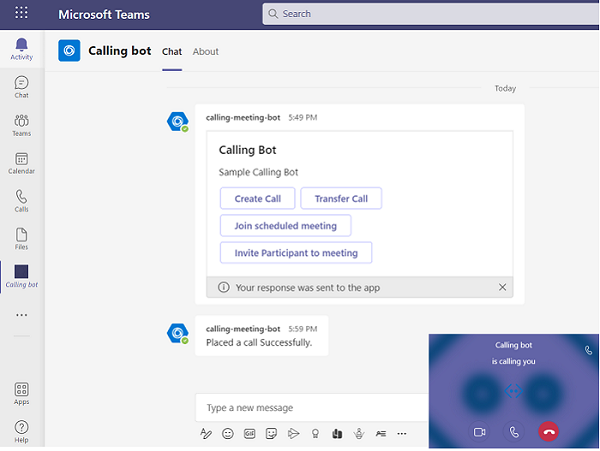 Microsoft Teams
Search
Activity
Chat
Teams
Calendar
Calls
Files
Calling bot
Apps
Help
Calling bot Chat About
Today
calling-meeting-bot 5:49 PM
Calling Bot
Sample Calling Bot
Create Call Transfer Call
Join scheduled meeting
Invite Participant to meeting
Your response was sent to the app
calling-meeting-bot 5:59 PM
Placed a call Successfully.
Type a new message
GIF
Calling bot
is calling you